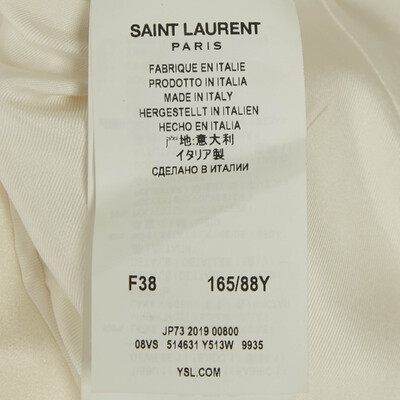 SAINT LAURENT
PARIS
FABRIQUE EN ITALIE
PRODOTTO IN ITALIA
MADE IN ITALY
HERGESTELLT IN ITALIEN
HECHO EN ITALIA
地:意大利
イタリア製
СДЕЛАНО В ИТАЛИИ
F38 165/88Y
JP73 2019 00800
08VS 514631 Y513W 9935
YSL.COM